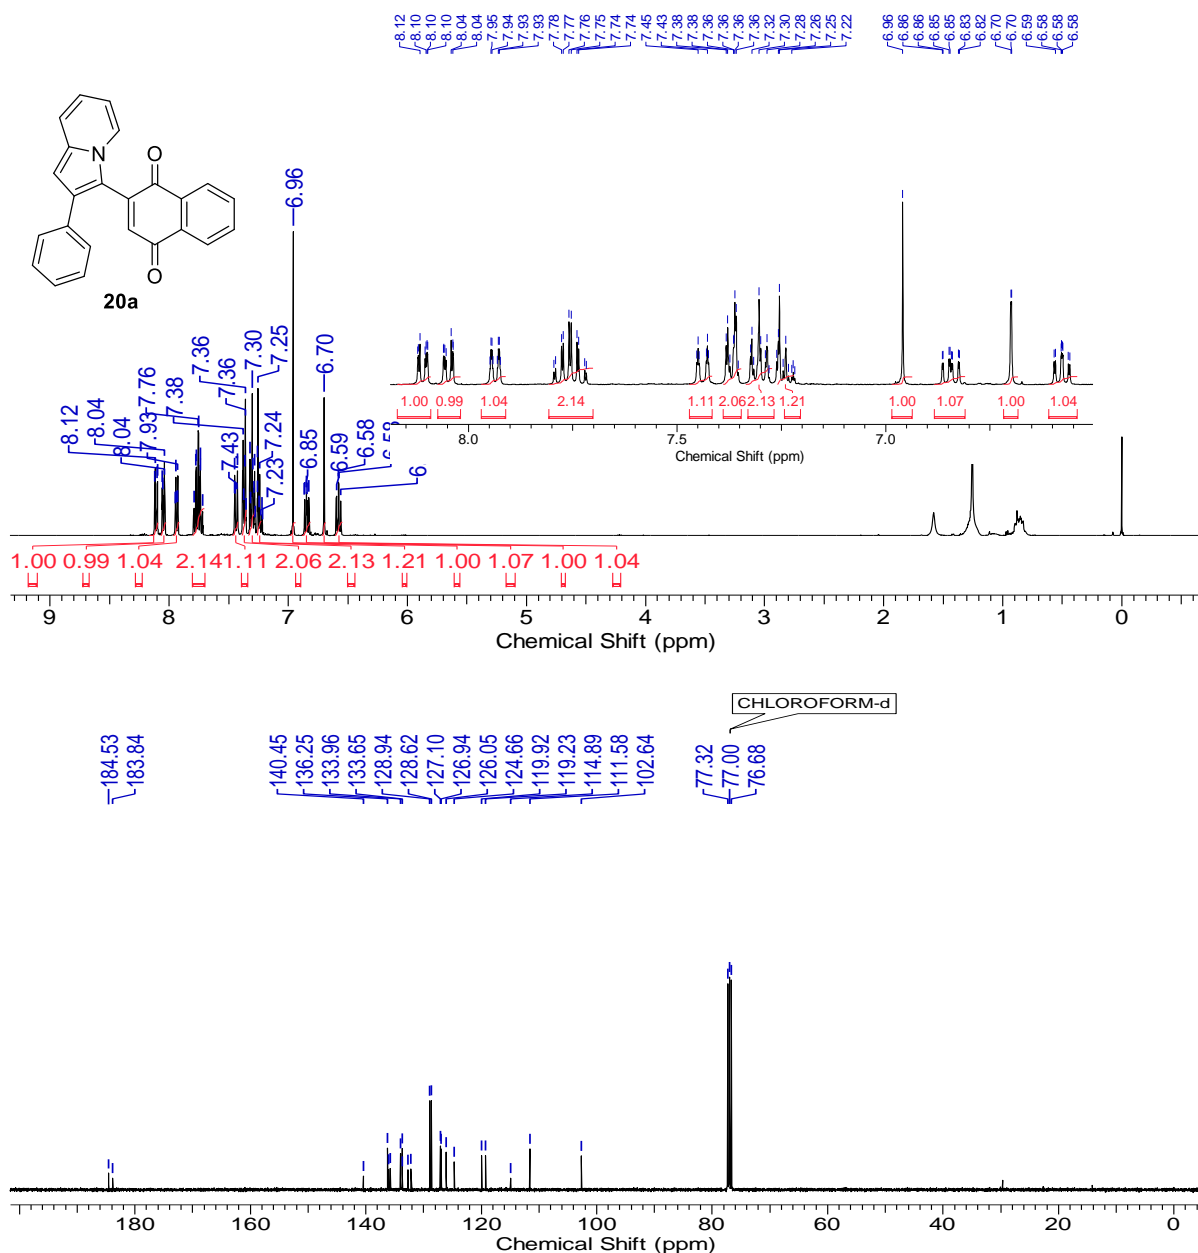 8.12 8.10 8.10 8.10 8.04 8.04 7.95 7.94 7.93 7.93 7.78 7.77 7.76 7.75 7.74 7.74 7.45 7.43 7.38 7.38 7.36 7.36 7.36 7.36 7.32 7.30 7.28 7.26 7.25 7.22 6.96 6.86 6.86 6.85 6.85 6.83 6.82 6.70 6.70 6.59 6.58 6.58 6.58
N
O
O
20a
8.12 8.04 8.04 7.93 7.76 7.38 7.36 7.36 7.43 7.30 7.25 7.24 7.23 6.96 6.85 6.70 6.59 6.58 6
1.00 0.99 1.04 2.14 1.11 2.06 2.13 1.21 1.00 1.07 1.00 1.04
8.0 7.5 7.0
Chemical Shift (ppm)
1.00 0.99 1.04 2.14 1.11 2.06 2.13 1.21 1.00 1.07 1.00 1.04
9 8 7 6 5 4 3 2 1 0
Chemical Shift (ppm)
CHLOROFORM-d
184.53 183.84 140.45 136.25 133.96 133.65 128.94 128.62 127.10 126.94 126.05 124.66 119.92 119.23 114.89 111.58 102.64 77.32 77.00 76.68
180 160 140 120 100 80 60 40 20 0
Chemical Shift (ppm)